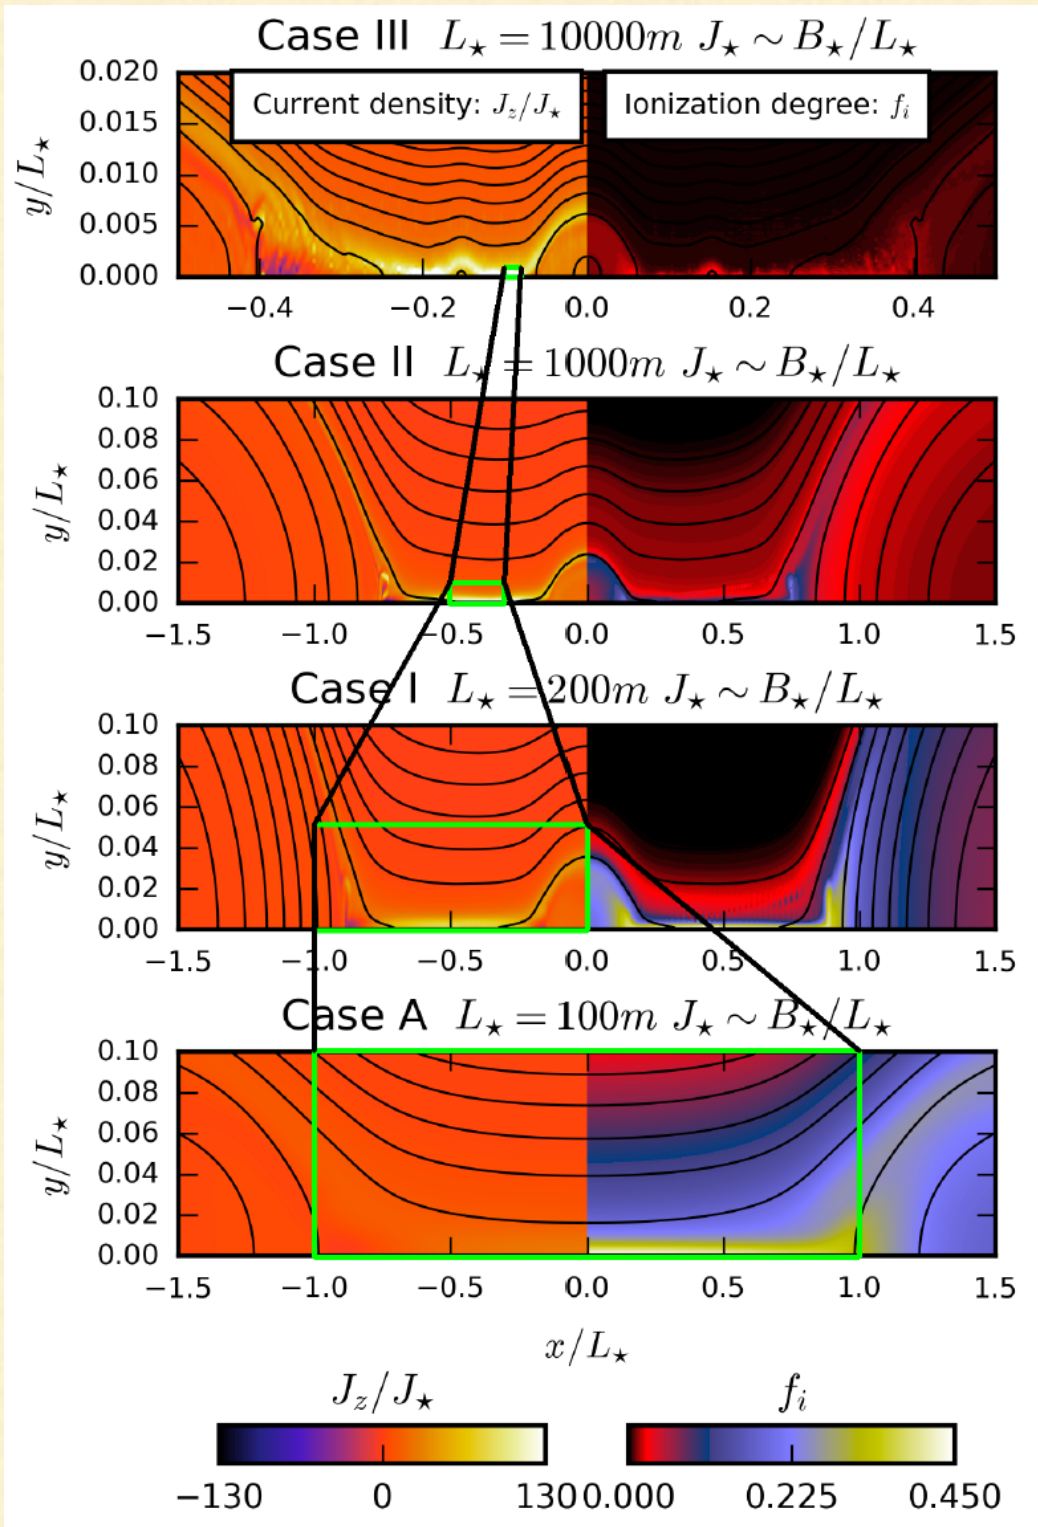 Case III L⋆ = 10000m J⋆ ∼ B⋆/L⋆
0.020
0.015
0.010
0.005
0.000
y/L⋆
Current density: J_z/J⋆
Ionization degree: f_i
−0.4 −0.2 0.0 0.2 0.4
Case II L⋆ = 1000m J⋆ ∼ B⋆/L⋆
0.10
0.08
0.06
0.04
0.02
0.00
y/L⋆
−1.5 −1.0 −0.5 0.0 0.5 1.0 1.5
Case I L⋆ = 200m J⋆ ∼ B⋆/L⋆
0.10
0.08
0.06
0.04
0.02
0.00
y/L⋆
−1.5 −1.0 −0.5 0.0 0.5 1.0 1.5
Case A L⋆ = 100m J⋆ ∼ B⋆/L⋆
0.10
0.08
0.06
0.04
0.02
0.00
y/L⋆
−1.5 −1.0 −0.5 0.0 0.5 1.0 1.5
x/L⋆
J_z/J⋆ f_i
−130 0 130 0.000 0.225 0.450